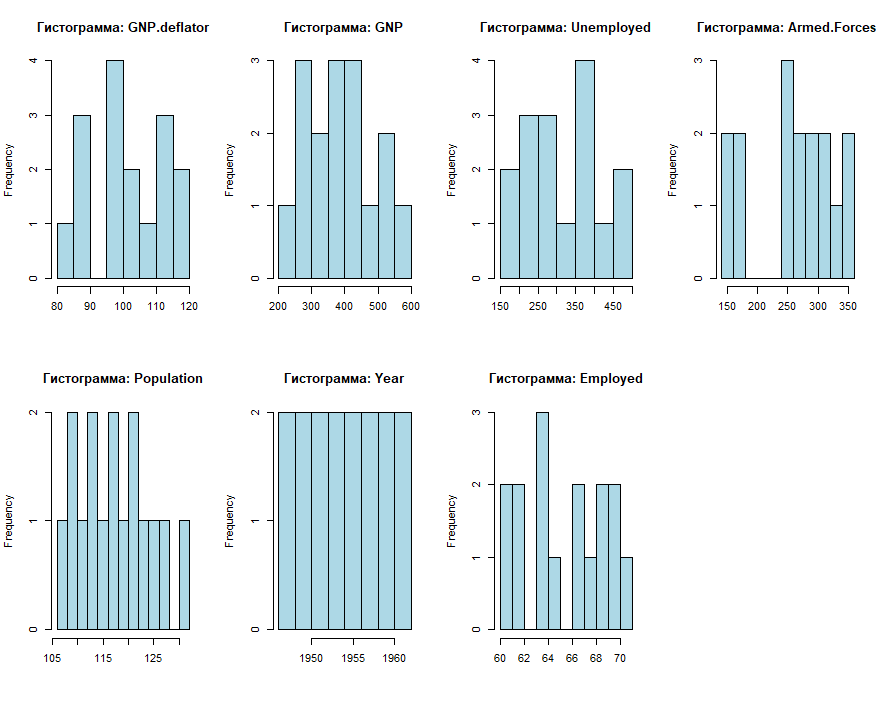 Гистограмма: GNP.deflator
Frequency
0 1 2 3 4
80 90 100 110 120
Гистограмма: GNP
Frequency
0 1 2 3
200 300 400 500 600
Гистограмма: Unemployed
Frequency
0 1 2 3 4
150 250 350 450
Гистограмма: Armed.Forces
Frequency
0 1 2 3
150 200 250 300 350
Гистограмма: Population
Frequency
0 1 2
105 115 125
Гистограмма: Year
Frequency
0 1 2
1950 1955 1960
Гистограмма: Employed
Frequency
0 1 2 3
60 62 64 66 68 70